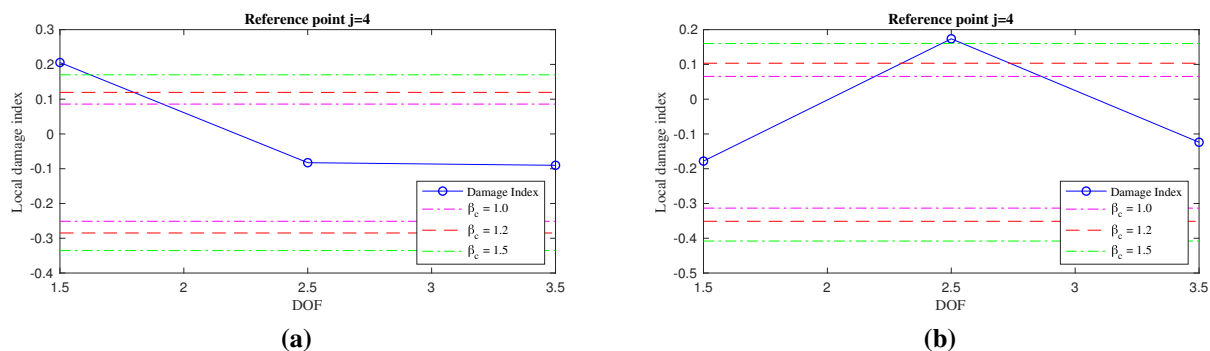 Reference point j=4
0.3
0.2
0.1
0
-0.1
-0.2
-0.3
-0.4
Local damage index
1.5 2 2.5 3 3.5
DOF
Damage Index
β_c = 1.0
β_c = 1.2
β_c = 1.5
(a)
Reference point j=4
0.2
0.1
0
-0.1
-0.2
-0.3
-0.4
-0.5
Local damage index
1.5 2 2.5 3 3.5
DOF
Damage Index
β_c = 1.0
β_c = 1.2
β_c = 1.5
(b)